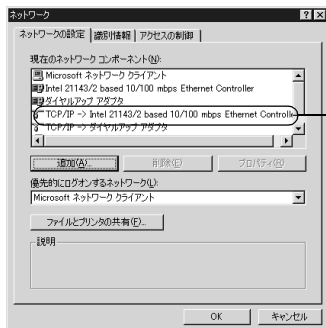 ネットワーク
ネットワークの設定 識別情報 アクセスの制御
現在のネットワーク コンポーネント(N):
Microsoft ネットワーク クライアント
Intel 21143/2 based 10/100 mbps Ethernet Controller
ダイヤルアップ アダプタ
TCP/IP -> Intel 21143/2 based 10/100 mbps Ethernet Controlle
TCP/IP -> ダイヤルアップ アダプタ
追加(A)... 削除(E) プロパティ(R)
優先的にログオンするネットワーク(L):
Microsoft ネットワーク クライアント
ファイルとプリンタの共有(F)...
説明
OK キャンセル